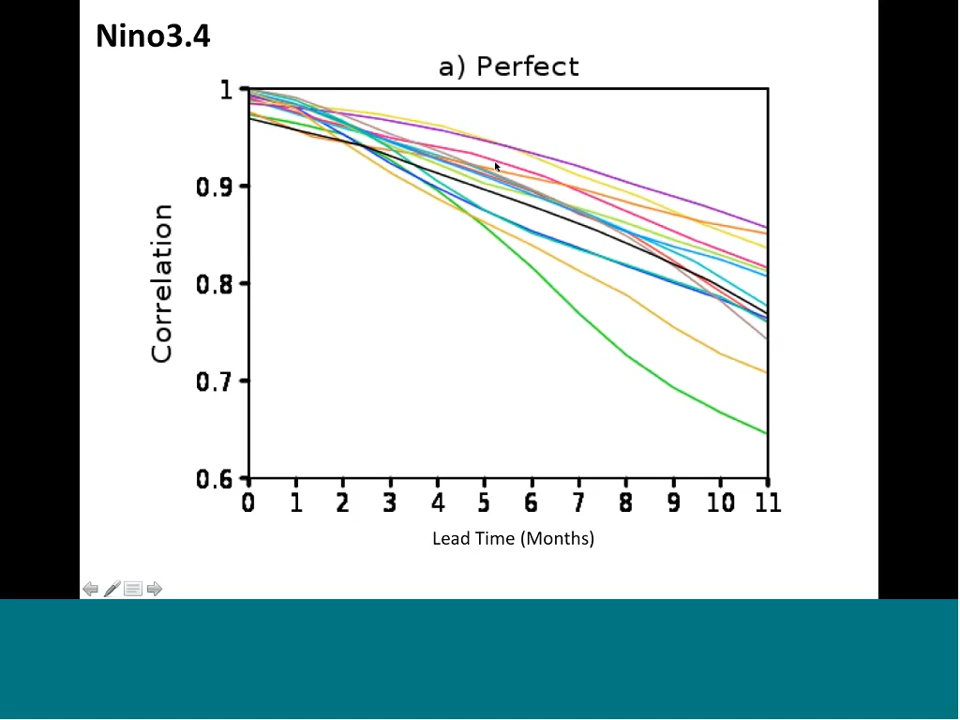 Nino3.4
a) Perfect
Correlation
1
0.9
0.8
0.7
0.6
0 1 2 3 4 5 6 7 8 9 10 11
Lead Time (Months)